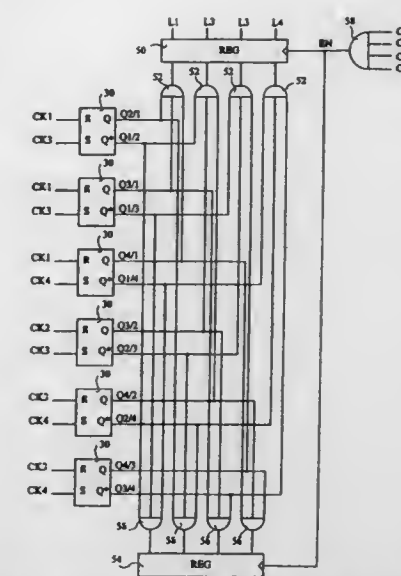 L1 L2 L3 L4
50 REG EN 58
C
C
C
C
52 52 52 52
30
CK1 R Q Q2/1
CK3 S Q* Q1/2
30
CK1 R Q Q3/1
CK3 S Q* Q1/3
30
CK1 R Q Q4/1
CK4 S Q* Q1/4
30
CK2 R Q Q3/2
CK3 S Q* Q2/3
30
CK2 R Q Q4/2
CK4 S Q* Q2/4
30
CK3 R Q Q4/3
CK4 S Q* Q3/4
56 56 56 56
54 REG